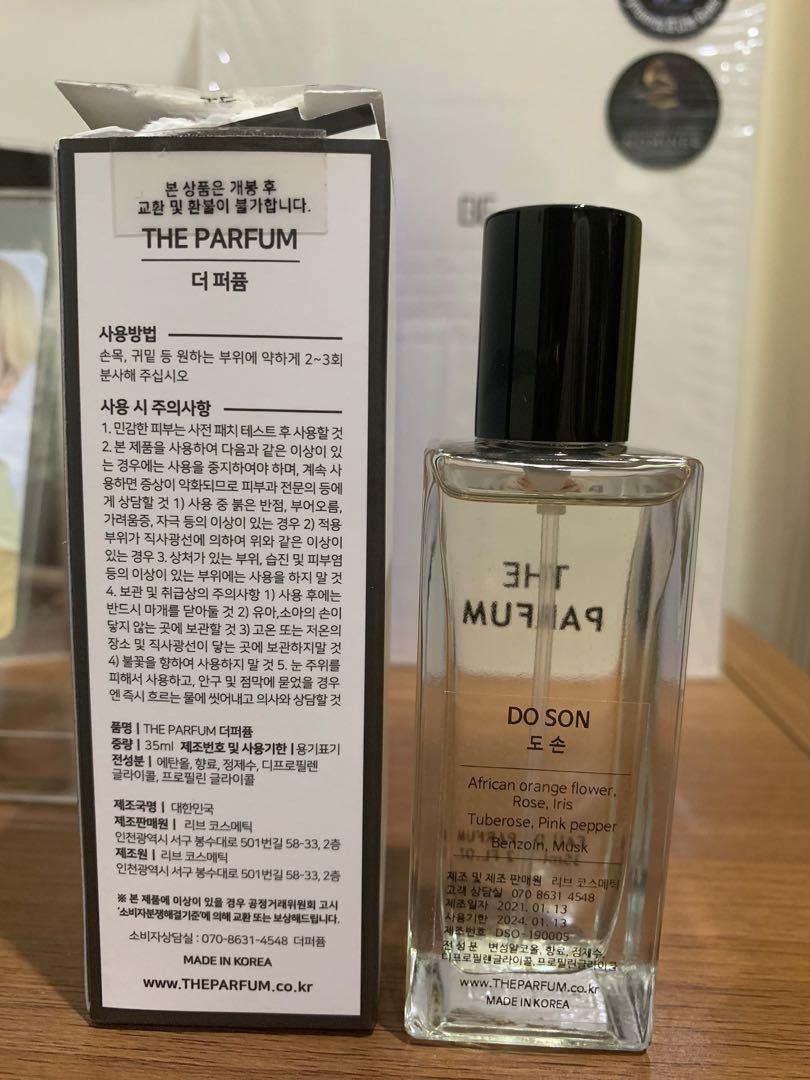 본 상품은 개봉 후
교환 및 환불이 불가합니다.
THE PARFUM
더 퍼퓸
사용방법
손목, 귀밑 등 원하는 부위에 약하게 2~3회
분사해 주십시오
사용 시 주의사항
1. 민감한 피부는 사전 패치 테스트 후 사용할 것
2. 본 제품을 사용하여 다음과 같은 이상이 있
는 경우에는 사용을 중지하여야 하며, 계속 사
용하면 증상이 악화되므로 피부과 전문의 등에
게 상담할 것 1) 사용 중 붉은 반점, 부어오름,
가려움증, 자극 등의 이상이 있는 경우 2) 적용
부위가 직사광선에 의하여 위와 같은 이상이
있는 경우 3. 상처가 있는 부위, 습진 및 피부염
등의 이상이 있는 부위에는 사용을 하지 말 것
4. 보관 및 취급상의 주의사항 1) 사용 후에는
반드시 마개를 닫아둘 것 2) 유아,소아의 손이
닿지 않는 곳에 보관할 것 3) 고온 또는 저온의
장소 및 직사광선이 닿는 곳에 보관하지말 것
4) 불꽃을 향하여 사용하지 말 것 5. 눈 주위를
피해서 사용하고, 안구 및 점막에 묻었을 경우
엔 즉시 흐르는 물에 씻어내고 의사와 상담할 것
품명 | THE PARFUM 더퍼퓸
중량 | 35ml 제조번호 및 사용기한 | 용기표기
전성분 | 에탄올, 향료, 정제수, 디프로필렌
글라이콜, 프로필린 글라이콜
제조국명 | 대한민국
제조판매원 | 리브 코스메틱
인천광역시 서구 봉수대로 501번길 58-33, 2층
제조원 | 리브 코스메틱
인천광역시 서구 봉수대로 501번길 58-33, 2층
※ 본 제품에 이상이 있을 경우 공정거래위원회 고시
'소비자분쟁해결기준'에 의해 교환 또는 보상해드립니다.
소비자상담실 : 070-8631-4548 더퍼퓸
MADE IN KOREA
www.THEPARFUM.co.kr
THE
PARFUM
DO SON
도 손
African orange flower,
Rose, Iris
Tuberose, Pink pepper
Benzoin, Musk
제조 및 제조 판매원 리브 코스메틱
고객 상담실 070 8631 4548
제조일자 2021. 01. 13
사용기한 2024. 01. 13
제조번호 DSO-190005
전 성 분 변성알코올, 향료, 정제수,
디프로필렌글라이콜,프로필린글라이콜
www.THEPARFUM.co.kr
MADE IN KOREA